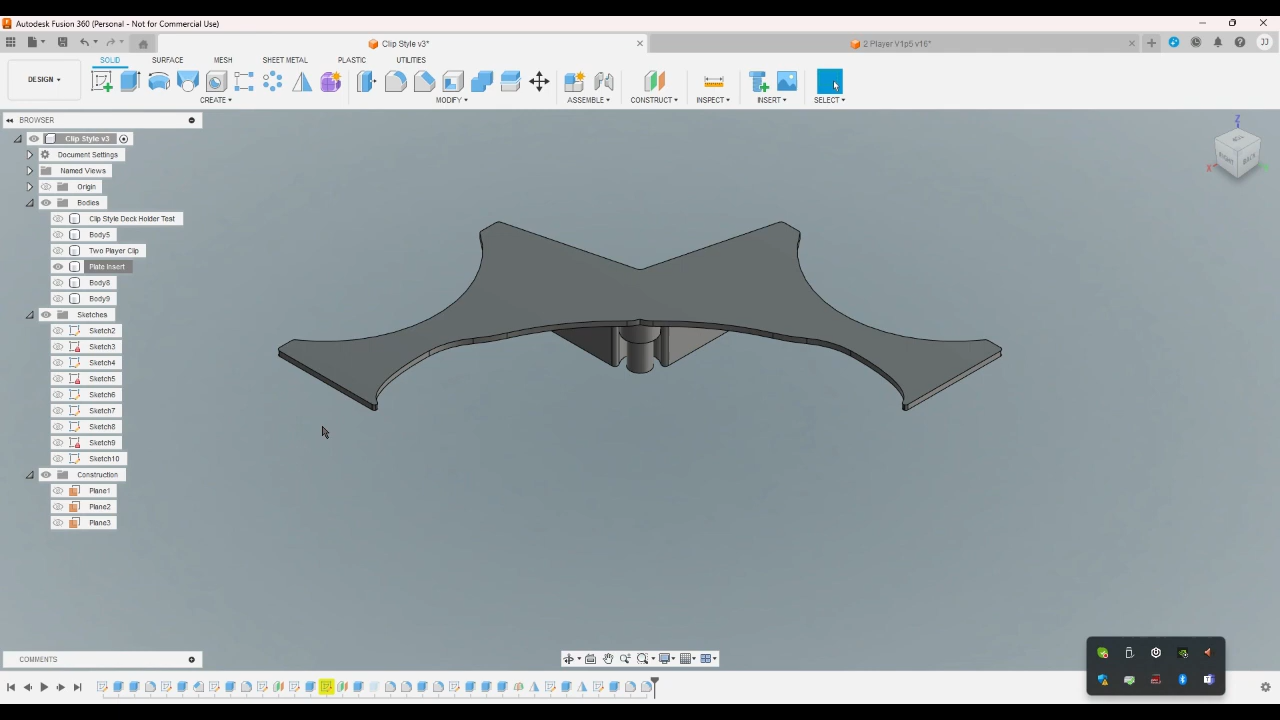 Autodesk Fusion 360 (Personal - Not for Commercial Use)
Clip Style v3*
2 Player V1p5 v16*
JJ
DESIGN
SOLID SURFACE MESH SHEET METAL PLASTIC UTILITIES
CREATE MODIFY ASSEMBLE CONSTRUCT INSPECT INSERT SELECT
BROWSER
Clip Style v3
Document Settings
Named Views
Origin
Bodies
Clip Style Deck Holder Test
Body5
Two Player Clip
Plate Insert
Body8
Body9
Sketches
Sketch2
Sketch3
Sketch4
Sketch5
Sketch6
Sketch7
Sketch8
Sketch9
Sketch10
Construction
Plane1
Plane2
Plane3
Z
X
RIGHT
BACK
COMMENTS